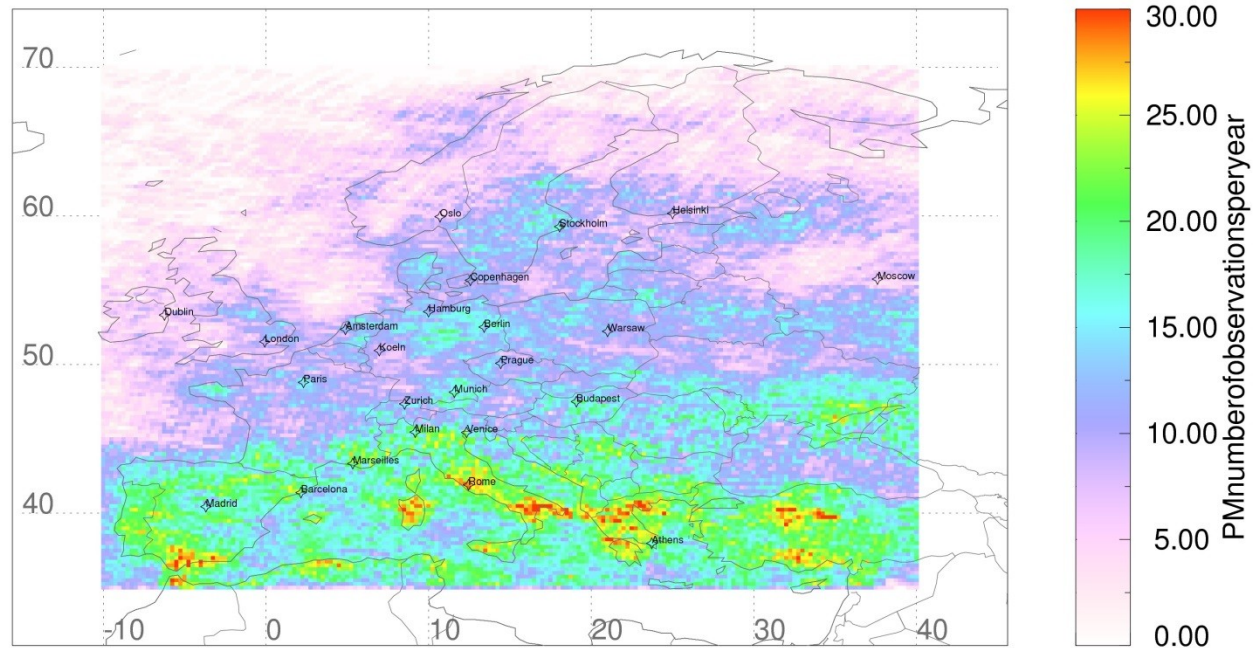 70
60
50
40
-10
0
10
20
30
40
Oslo
Stockholm
Helsinki
Copenhagen
Moscow
Dublin
Hamburg
Amsterdam
Berlin
Warsaw
London
Koeln
Prague
Paris
Munich
Zurich
Budapest
Milan
Venice
Marseilles
Rome
Barcelona
Madrid
Athens
30.00
25.00
20.00
15.00
10.00
5.00
0.00
PMnumberofobservationsperyear